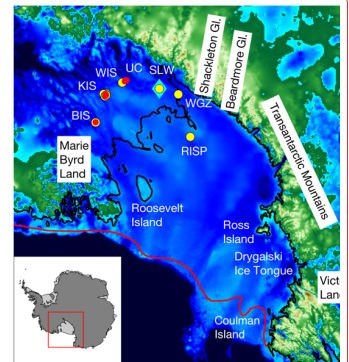 Shackleton Gl.
Beardmore Gl.
Transantarctic Mountains
UC
SLW
WIS
KIS
WGZ
BIS
RISP
Marie
Byrd
Land
Roosevelt
Island
Ross
Island
Drygalski
Ice Tongue
Coulman
Island